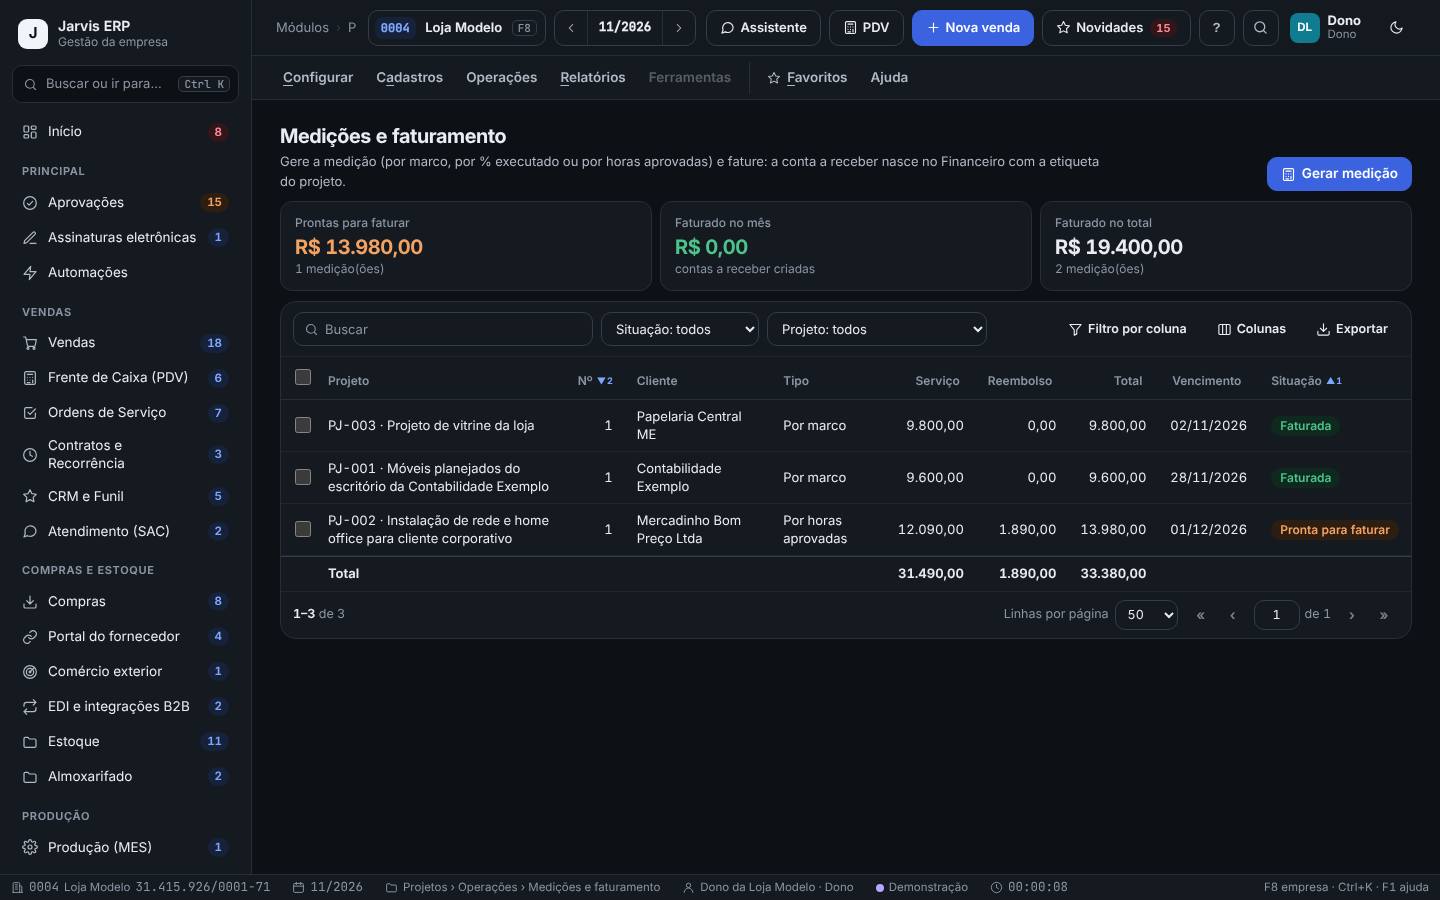 J
Jarvis ERP
Gestão da empresa
Buscar ou ir para... Ctrl K
Início 8
PRINCIPAL
Aprovações 15
Assinaturas eletrônicas 1
Automações
VENDAS
Vendas 18
Frente de Caixa (PDV) 6
Ordens de Serviço 7
Contratos e
Recorrência 3
CRM e Funil 5
Atendimento (SAC) 2
COMPRAS E ESTOQUE
Compras 8
Portal do fornecedor 4
Comércio exterior 1
EDI e integrações B2B 2
Estoque 11
Almoxarifado 2
PRODUÇÃO
Produção (MES) 1
Módulos › P 0004 Loja Modelo F8 ‹ 11/2026 › Assistente PDV + Nova venda Novidades 15 ? DL Dono
Dono
Configurar Cadastros Operações Relatórios Ferramentas Favoritos Ajuda
Medições e faturamento
Gere a medição (por marco, por % executado ou por horas aprovadas) e fature: a conta a receber nasce no Financeiro com a etiqueta
do projeto.
Gerar medição
Prontas para faturar
R$ 13.980,00
1 medição(ões)
Faturado no mês
R$ 0,00
contas a receber criadas
Faturado no total
R$ 19.400,00
2 medição(ões)
Buscar Situação: todos Projeto: todos Filtro por coluna Colunas Exportar
Projeto Nº ▼2 Cliente Tipo Serviço Reembolso Total Vencimento Situação ▲1
PJ-003 · Projeto de vitrine da loja 1 Papelaria Central
ME Por marco 9.800,00 0,00 9.800,00 02/11/2026 Faturada
PJ-001 · Móveis planejados do
escritório da Contabilidade Exemplo 1 Contabilidade
Exemplo Por marco 9.600,00 0,00 9.600,00 28/11/2026 Faturada
PJ-002 · Instalação de rede e home
office para cliente corporativo 1 Mercadinho Bom
Preço Ltda Por horas
aprovadas 12.090,00 1.890,00 13.980,00 01/12/2026 Pronta para faturar
Total 31.490,00 1.890,00 33.380,00
1–3 de 3 Linhas por página 50 « ‹ 1 de 1 › »
0004 Loja Modelo 31.415.926/0001-71 11/2026 Projetos › Operações › Medições e faturamento Dono da Loja Modelo · Dono Demonstração 00:00:08 F8 empresa · Ctrl+K · F1 ajuda